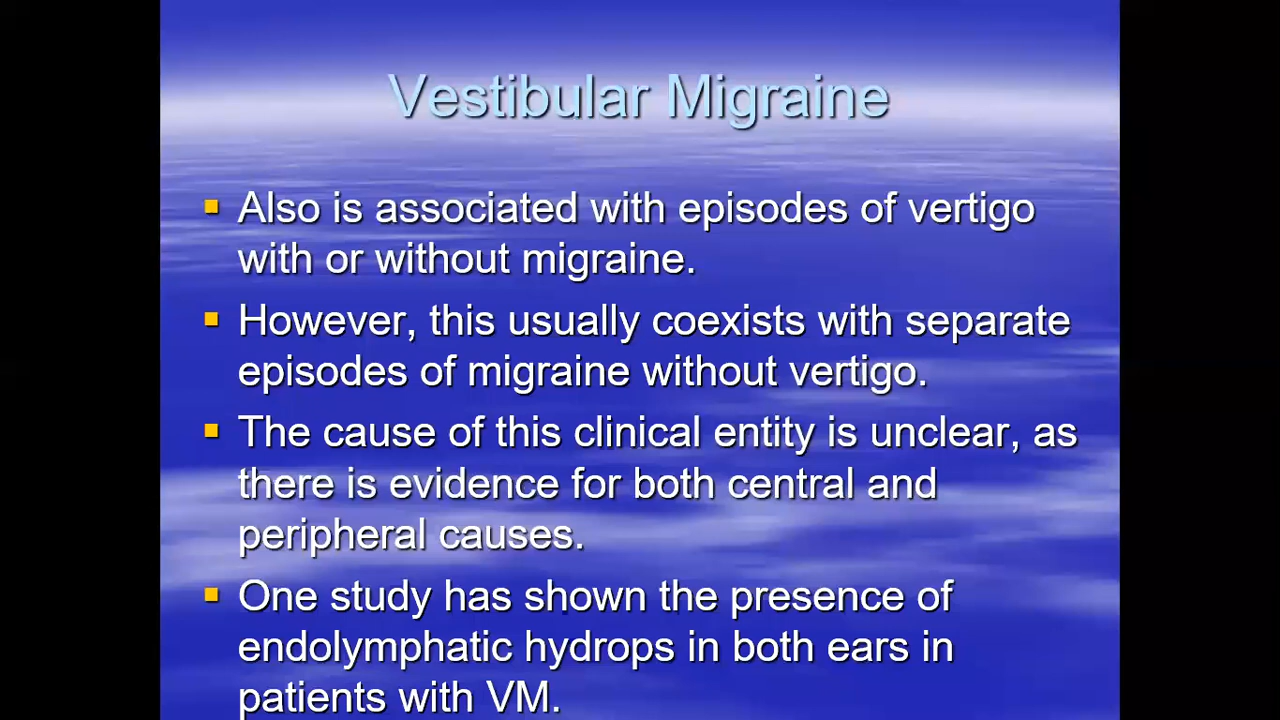 Vestibular Migraine
Also is associated with episodes of vertigo
with or without migraine.
However, this usually coexists with separate
episodes of migraine without vertigo.
The cause of this clinical entity is unclear, as
there is evidence for both central and
peripheral causes.
One study has shown the presence of
endolymphatic hydrops in both ears in
patients with VM.